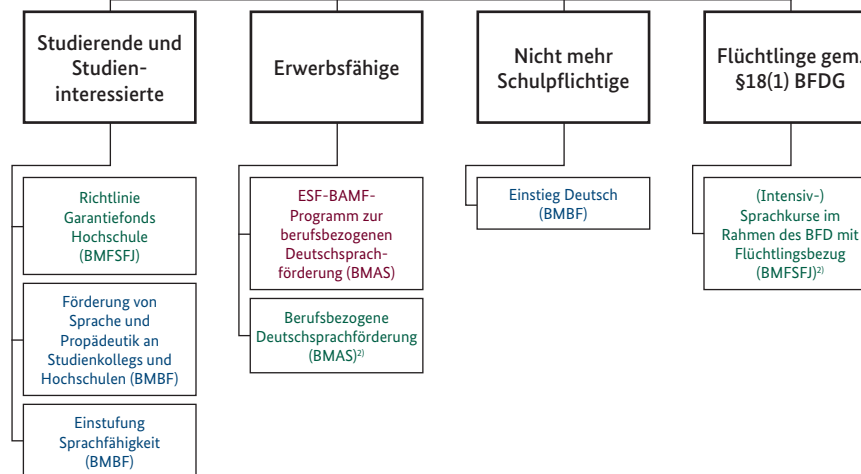 Studierende und
Studien-
interessierte
Erwerbsfähige
Nicht mehr
Schulpflichtige
Flüchtlinge gem.
§18(1) BFDG
Richtlinie
Garantiefonds
Hochschule
(BMFSFJ)
Förderung von
Sprache und
Propädeutik an
Studienkollegs und
Hochschulen (BMBF)
Einstufung
Sprachfähigkeit
(BMBF)
ESF-BAMF-
Programm zur
berufsbezogenen
Deutschsprach-
förderung (BMAS)
Berufsbezogene
Deutschsprachförderung
(BMAS)²⁾
Einstieg Deutsch
(BMBF)
(Intensiv-)
Sprachkurse im
Rahmen des BFD mit
Flüchtlingsbezug
(BMFSFJ)²⁾